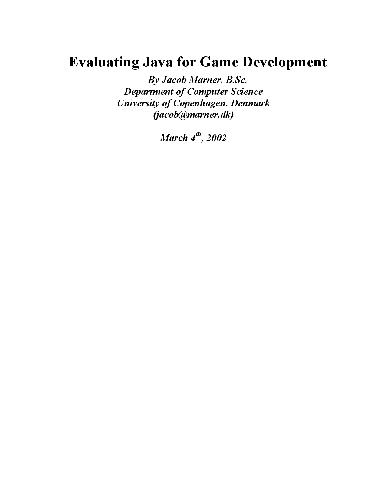 Evaluating Java for Game Development
By Jacob Marner, B.Sc.
Department of Computer Science
University of Copenhagen, Denmark
(jacob@marner.dk)
March 4th, 2002